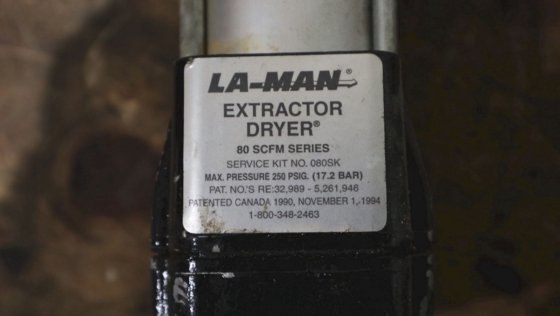 LA-MAN®
EXTRACTOR
DRYER®
80 SCFM SERIES
SERVICE KIT NO. 080SK
MAX. PRESSURE 250 PSIG. (17.2 BAR)
PAT. NO.'S RE:32,989 - 5,261,946
PATENTED CANADA 1990, NOVEMBER 1, 1994
1-800-348-2463